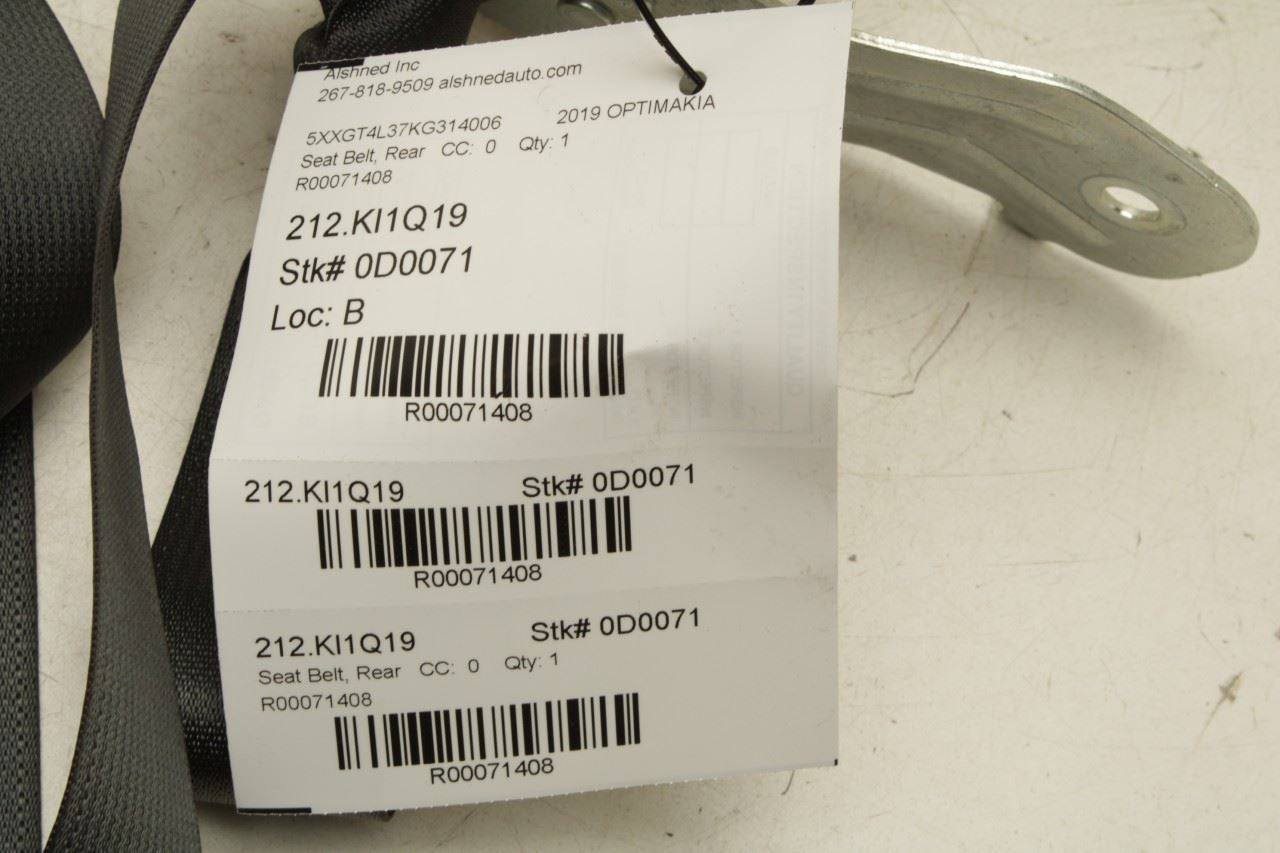 Alshned Inc
267-818-9509 alshnedauto.com
5XXGT4L37KG314006 2019 OPTIMAKIA
Seat Belt, Rear CC: 0 Qty: 1
R00071408
212.KI1Q19
Stk# 0D0071
Loc: B
R00071408
212.KI1Q19 Stk# 0D0071
R00071408
212.KI1Q19 Stk# 0D0071
Seat Belt, Rear CC: 0 Qty: 1
R00071408
R00071408